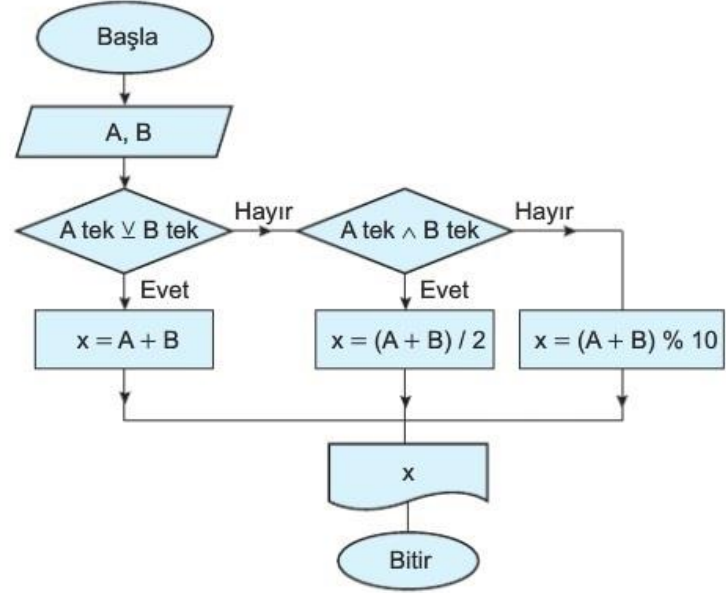 Başla
A, B
A tek ⊻ B tek
Hayır
A tek ∧ B tek
Hayır
Evet
Evet
x = A + B
x = (A + B) / 2
x = (A + B) % 10
x
Bitir